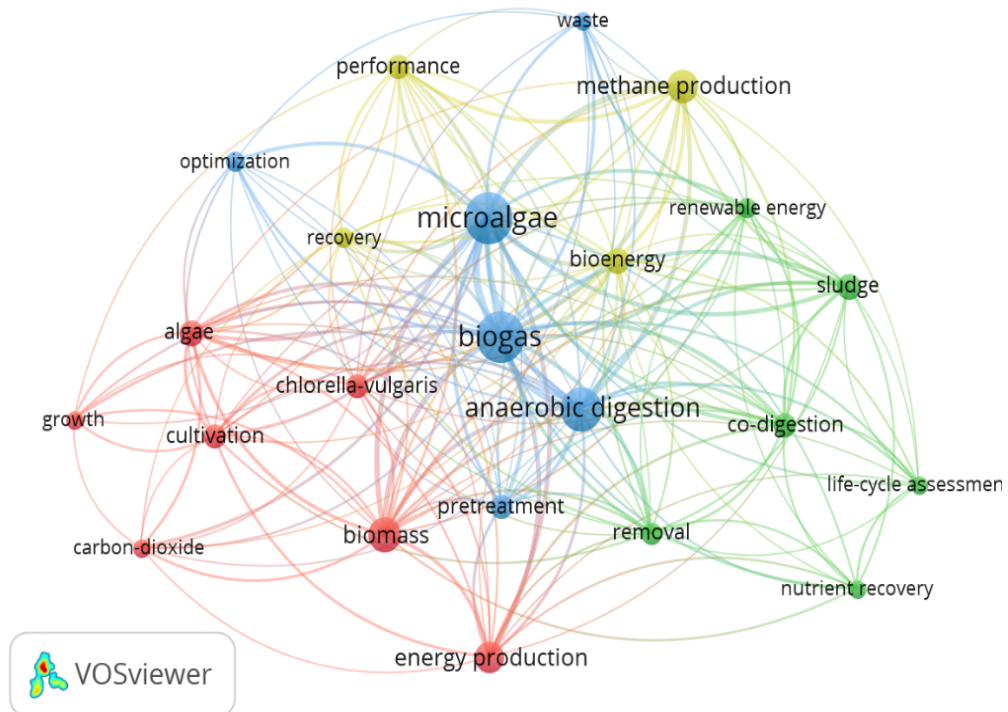 waste
performance
methane production
optimization
microalgae
renewable energy
recovery
bioenergy
sludge
algae
biogas
chlorella-vulgaris
anaerobic digestion
growth
cultivation
co-digestion
life-cycle assessmen
pretreatment
biomass
removal
carbon-dioxide
nutrient recovery
energy production
VOSviewer